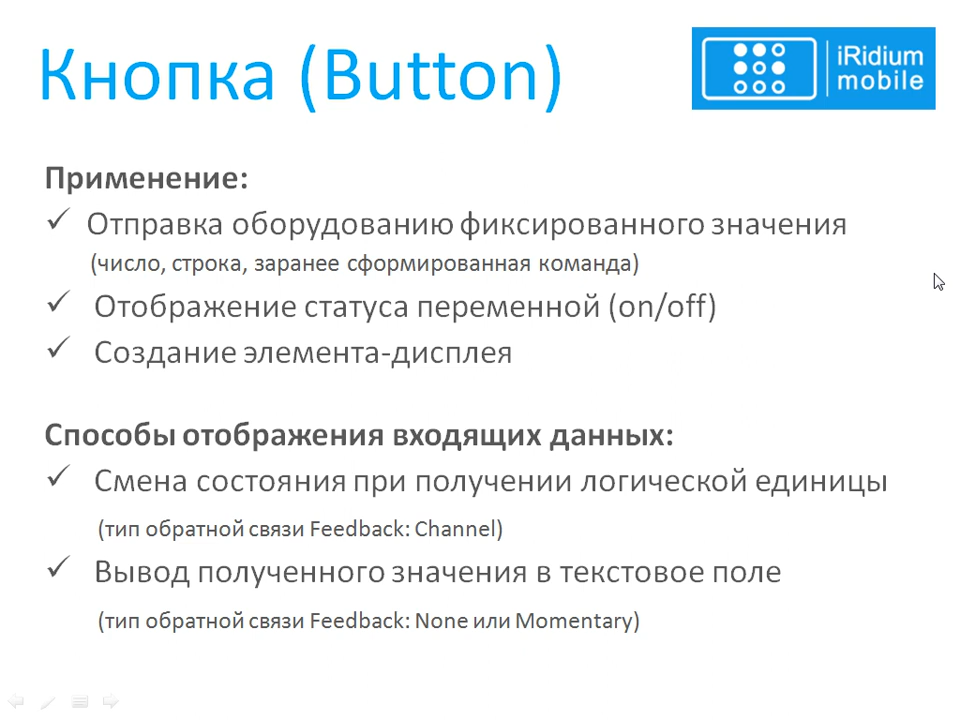 Кнопка (Button)
iRidium
mobile
Применение:
Отправка оборудованию фиксированного значения
(число, строка, заранее сформированная команда)
Отображение статуса переменной (on/off)
Создание элемента-дисплея
Способы отображения входящих данных:
Смена состояния при получении логической единицы
(тип обратной связи Feedback: Channel)
Вывод полученного значения в текстовое поле
(тип обратной связи Feedback: None или Momentary)